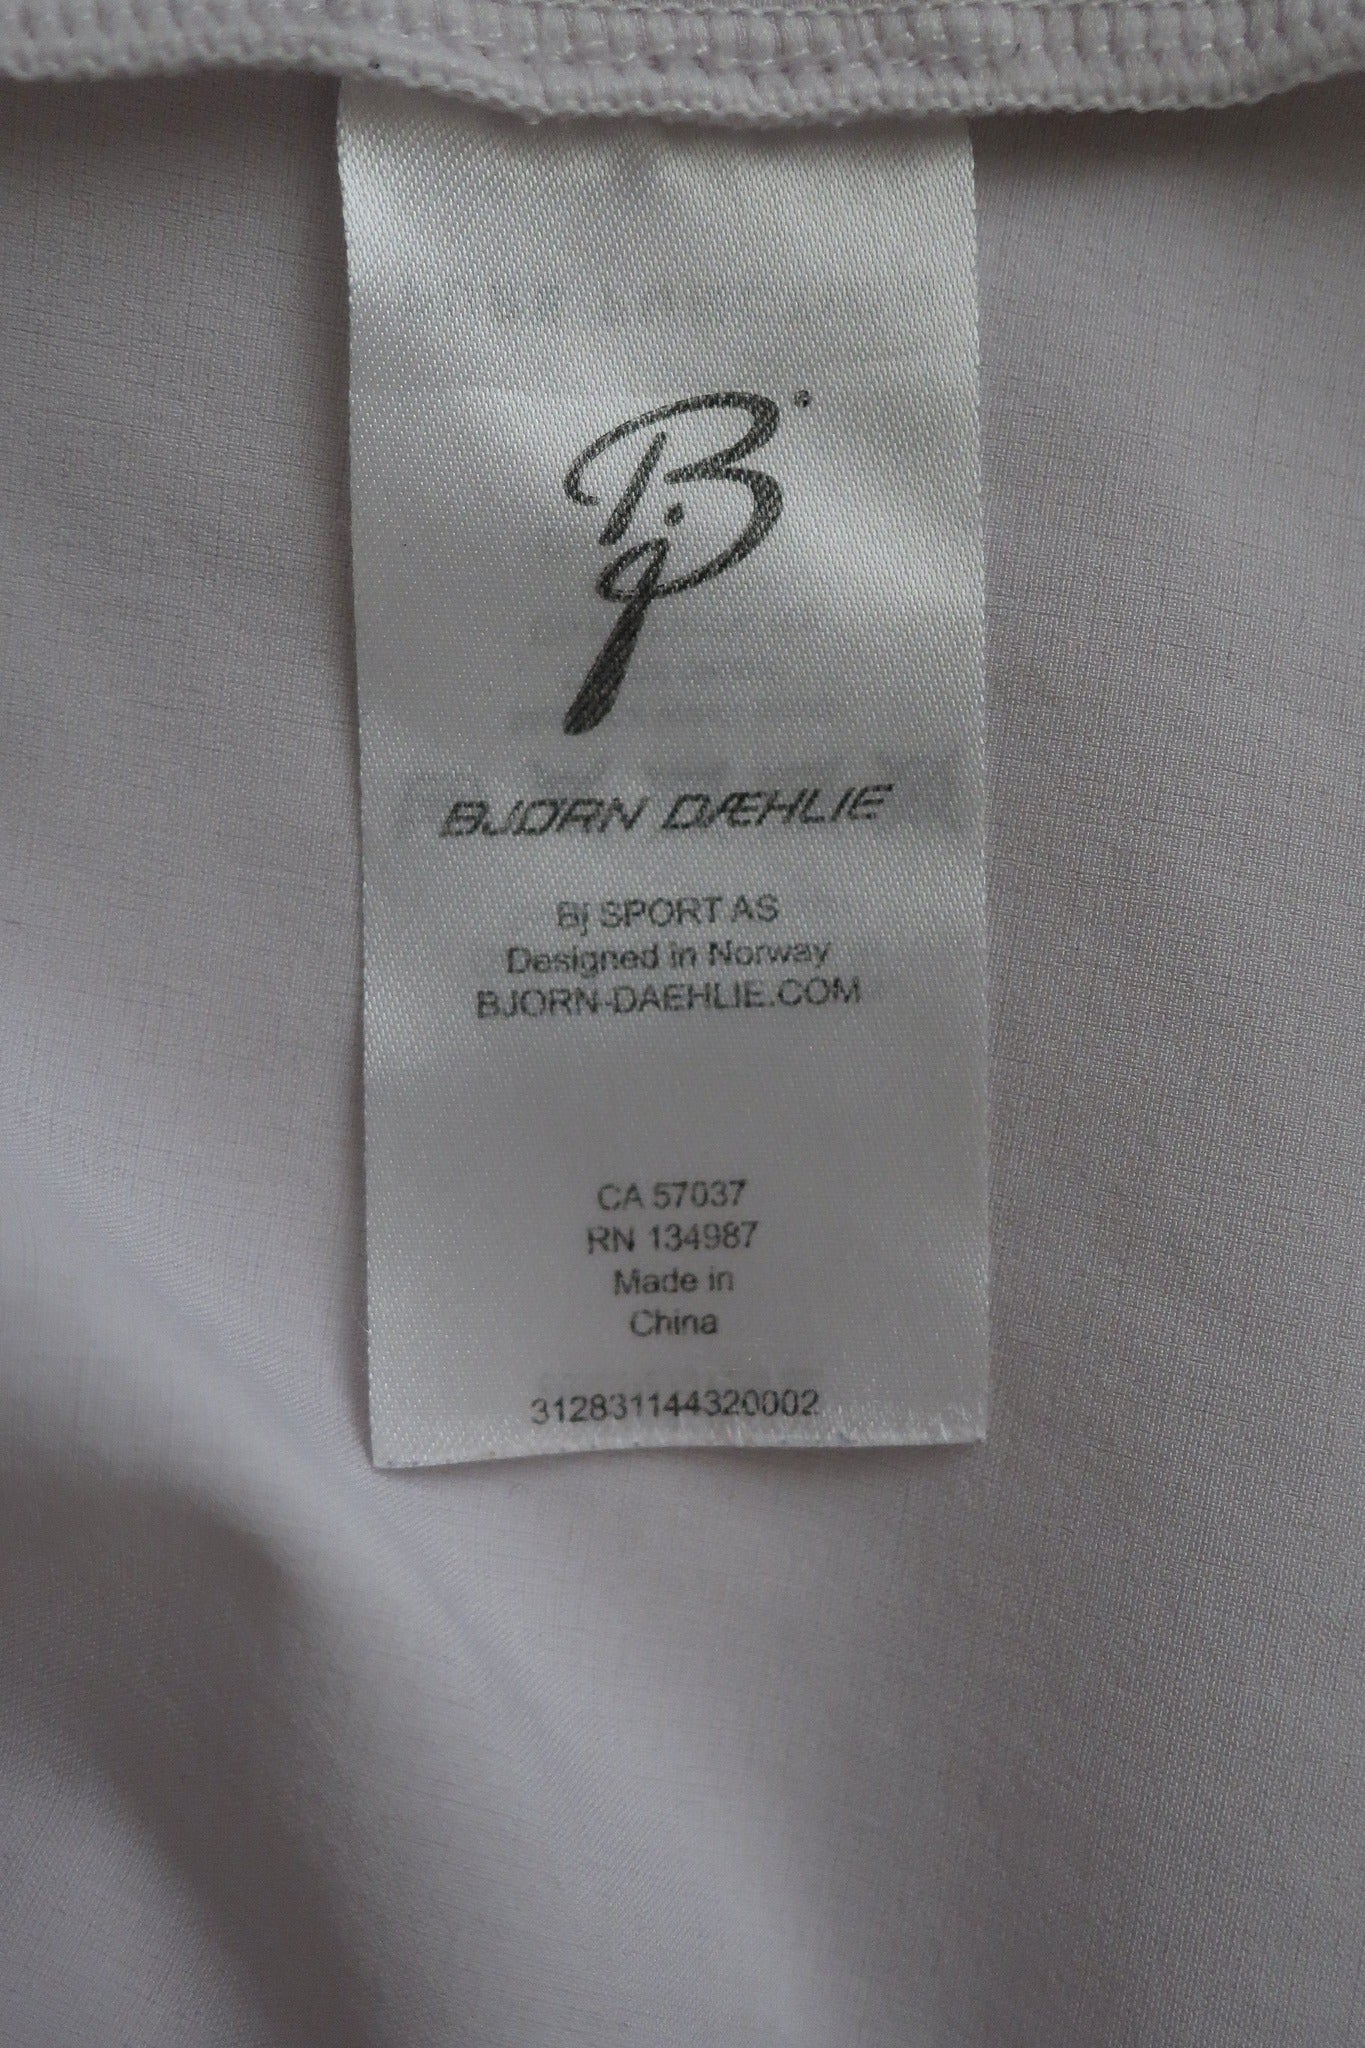 Bj
BJORN DÆHLIE
Bj SPORT AS
Designed in Norway
BJORN-DAEHLIE.COM
CA 57037
RN 134987
Made in
China
312831144320002